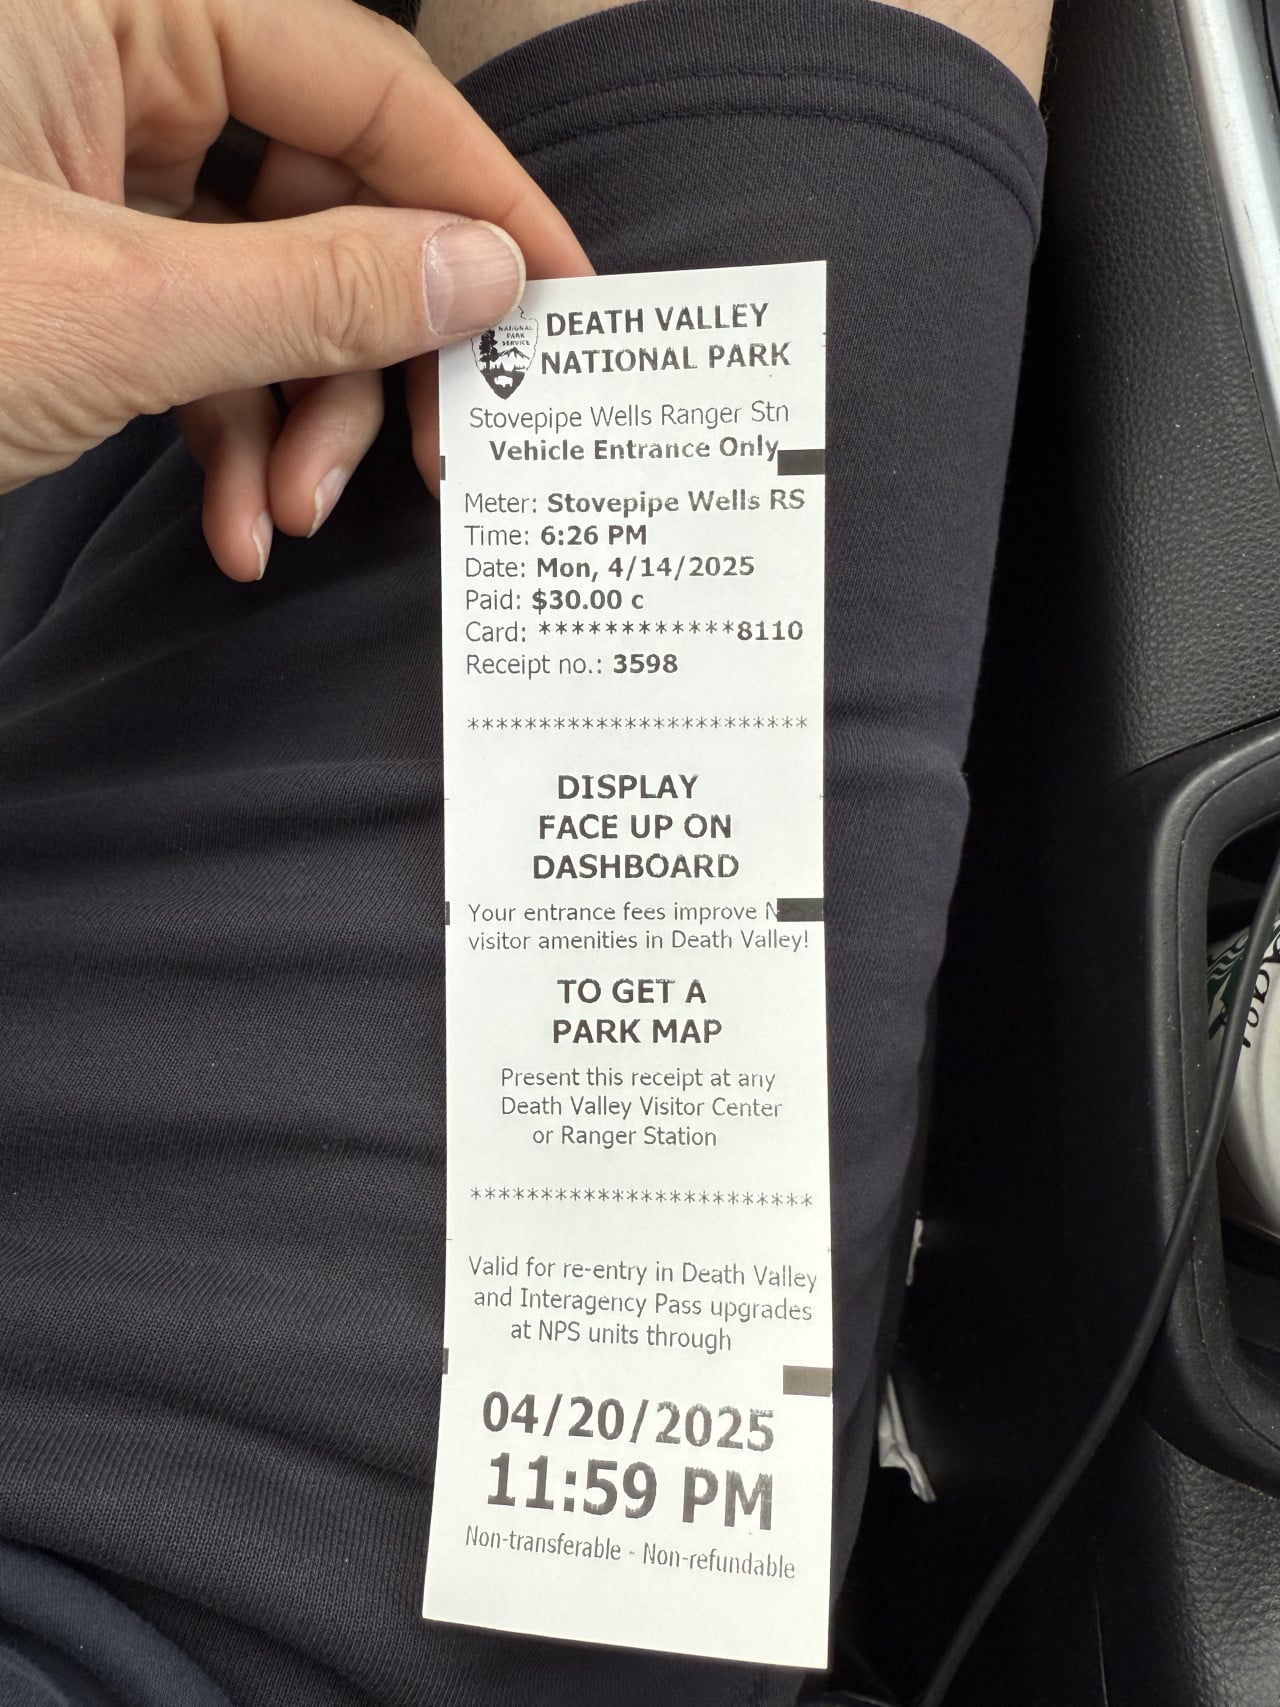 NATIONAL
PARK
SERVICE
DEATH VALLEY
NATIONAL PARK
Stovepipe Wells Ranger Stn
Vehicle Entrance Only
Meter: Stovepipe Wells RS
Time: 6:26 PM
Date: Mon, 4/14/2025
Paid: $30.00 c
Card: ************8110
Receipt no.: 3598
************************
DISPLAY
FACE UP ON
DASHBOARD
Your entrance fees improve NPS
visitor amenities in Death Valley!
TO GET A
PARK MAP
Present this receipt at any
Death Valley Visitor Center
or Ranger Station
************************
Valid for re-entry in Death Valley
and Interagency Pass upgrades
at NPS units through
04/20/2025
11:59 PM
Non-transferable - Non-refundable